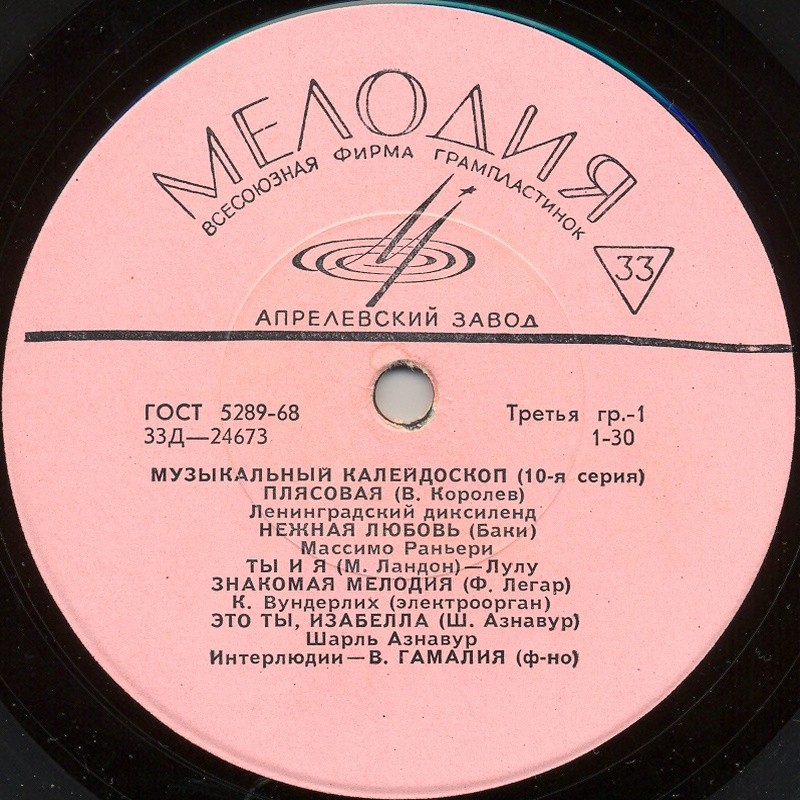 МЕЛОДИЯ
ВСЕСОЮЗНАЯ ФИРМА ГРАМПЛАСТИНОК
33
АПРЕЛЕВСКИЙ ЗАВОД
ГОСТ 5289-68 Третья гр.-1
33Д—24673 1-30
МУЗЫКАЛЬНЫЙ КАЛЕЙДОСКОП (10-я серия)
ПЛЯСОВАЯ (В. Королев)
Ленинградский диксиленд
НЕЖНАЯ ЛЮБОВЬ (Баки)
Массимо Раньери
ТЫ И Я (М. Ландон)—Лулу
ЗНАКОМАЯ МЕЛОДИЯ (Ф. Легар)
К. Вундерлих (электроорган)
ЭТО ТЫ, ИЗАБЕЛЛА (Ш. Азнавур)
Шарль Азнавур
Интерлюдии—В. ГАМАЛИЯ (ф-но)